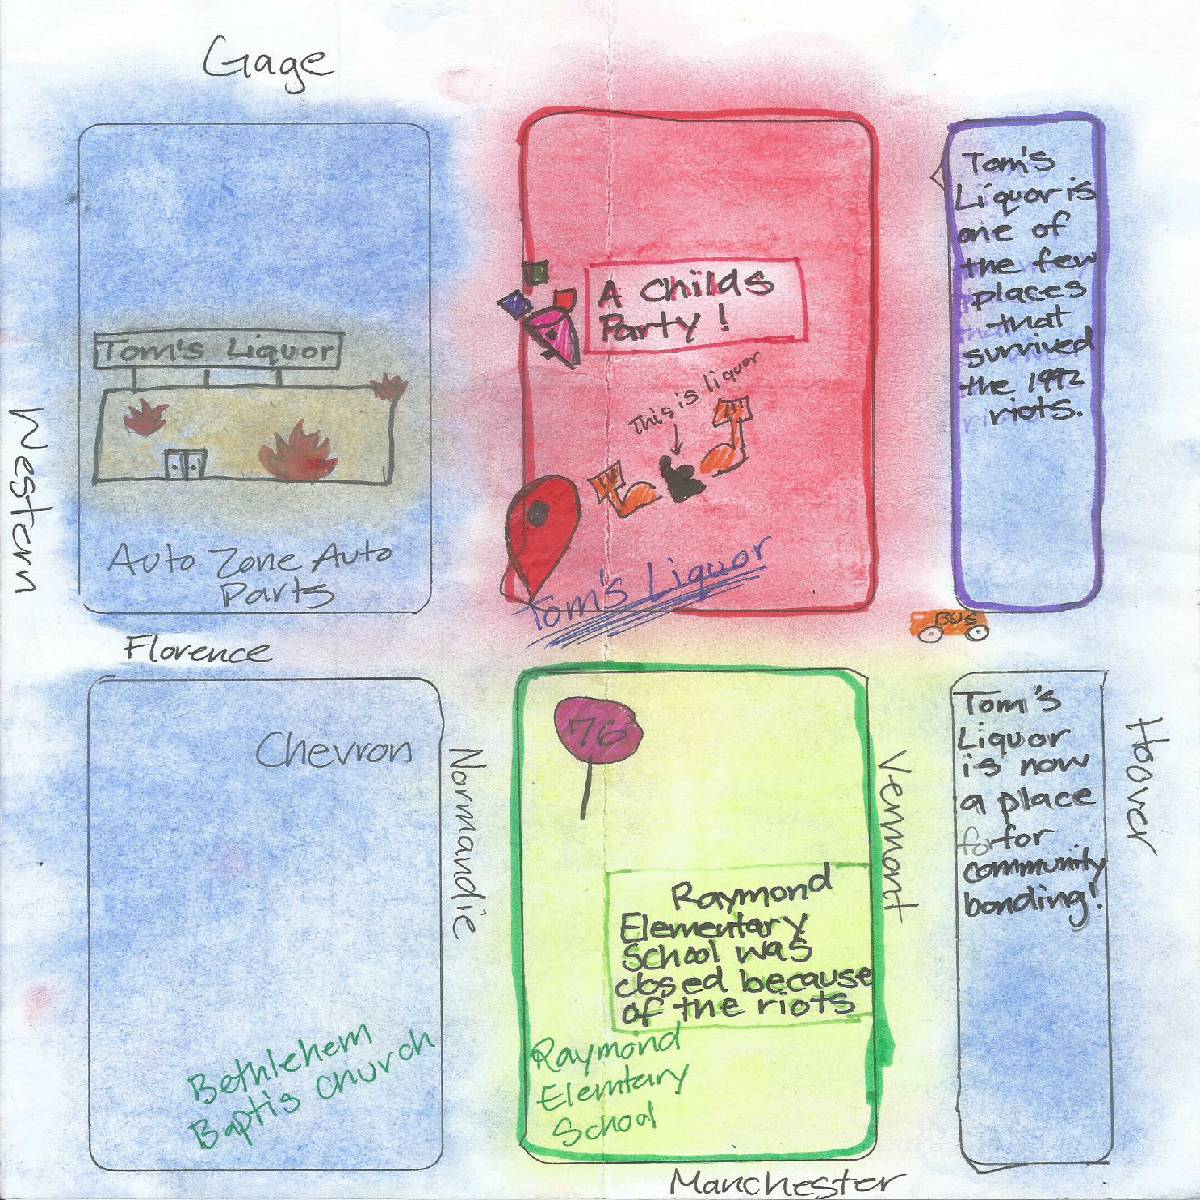 Gage
Tom's Liquor
Auto Zone Auto
Parts
Western
A Childs
Party!
This is liquor
Tom's Liquor
Tom's
Liquor is
one of
the few
places
that
survived
the 1992
riots.
BUS
Florence
Chevron
Bethlehem
Baptis Church
Normandie
76
Raymond
Elementary
School was
closed because
of the riots
Raymond
Elemtary
School
Vermont
Tom's
Liquor
is now
a place
for for
community
bonding!
Hoover
Manchester